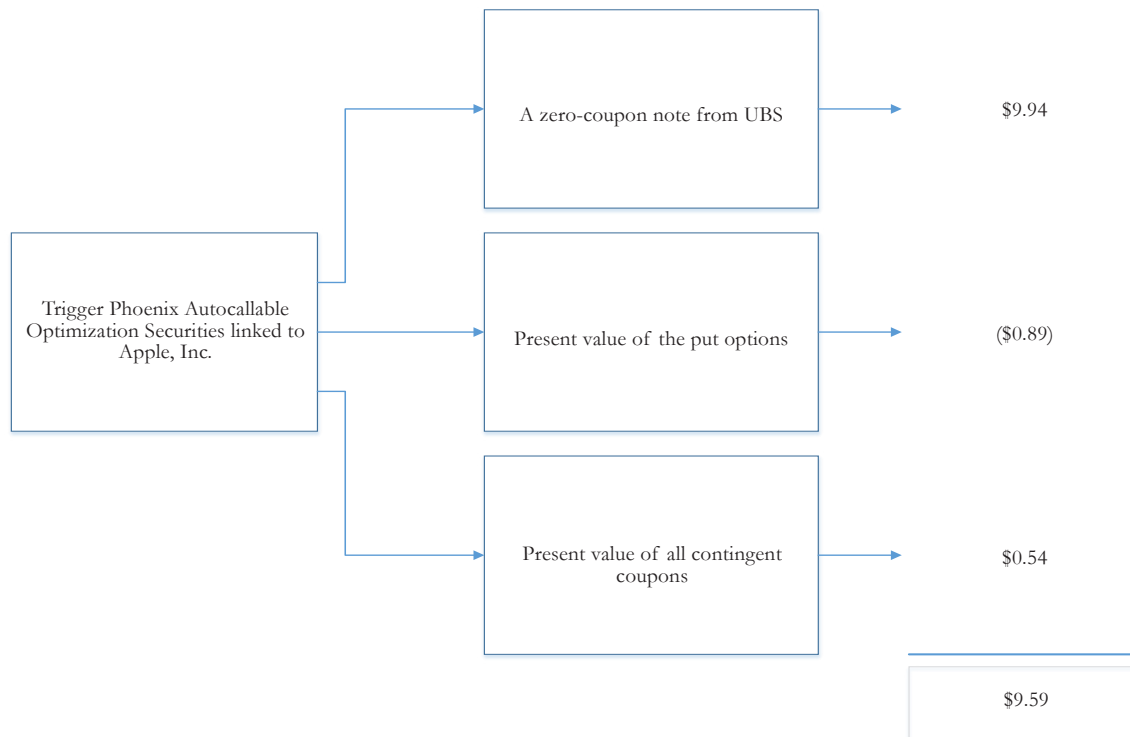 A zero-coupon note from UBS
$9.94
Trigger Phoenix Autocallable
Optimization Securities linked to
Apple, Inc.
Present value of the put options
($0.89)
Present value of all contingent
coupons
$0.54
$9.59